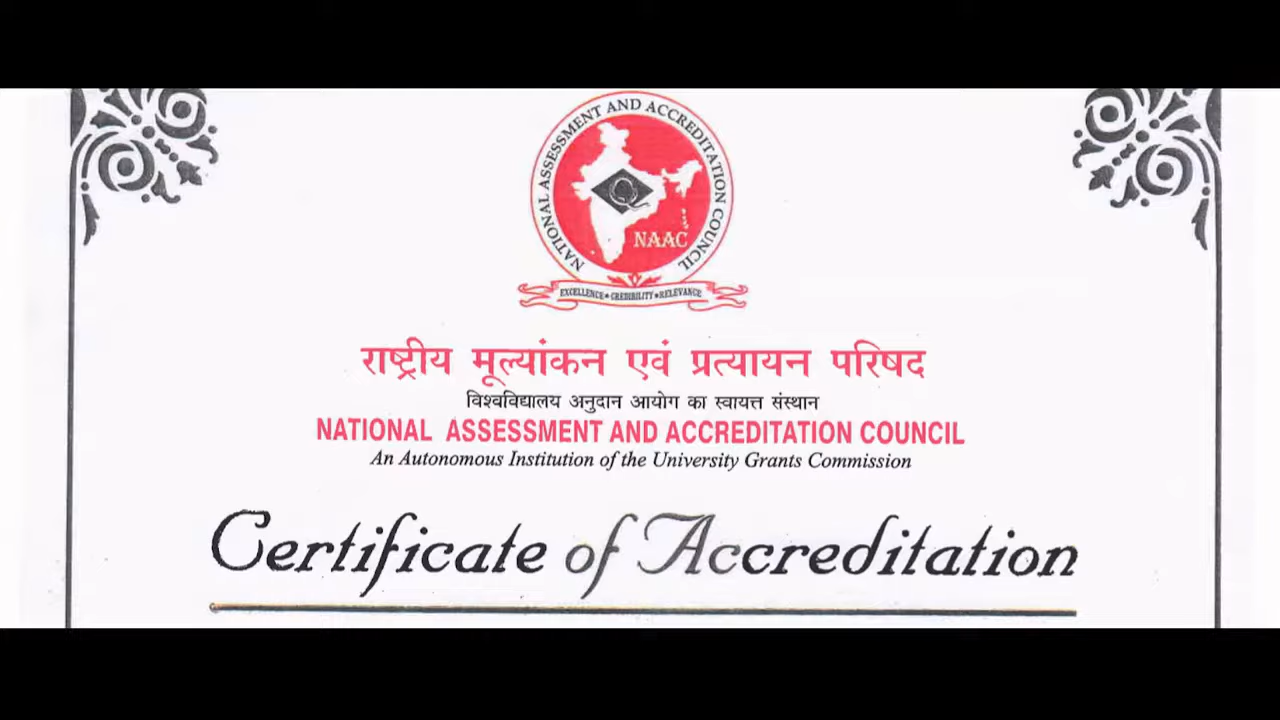 NATIONAL ASSESSMENT AND ACCREDITATION COUNCIL
NAAC
EXCELLENCE★CREDIBILITY★RELEVANCE
राष्ट्रीय मूल्यांकन एवं प्रत्यायन परिषद
विश्वविद्यालय अनुदान आयोग का स्वायत्त संस्थान
NATIONAL ASSESSMENT AND ACCREDITATION COUNCIL
An Autonomous Institution of the University Grants Commission
Certificate of Accreditation